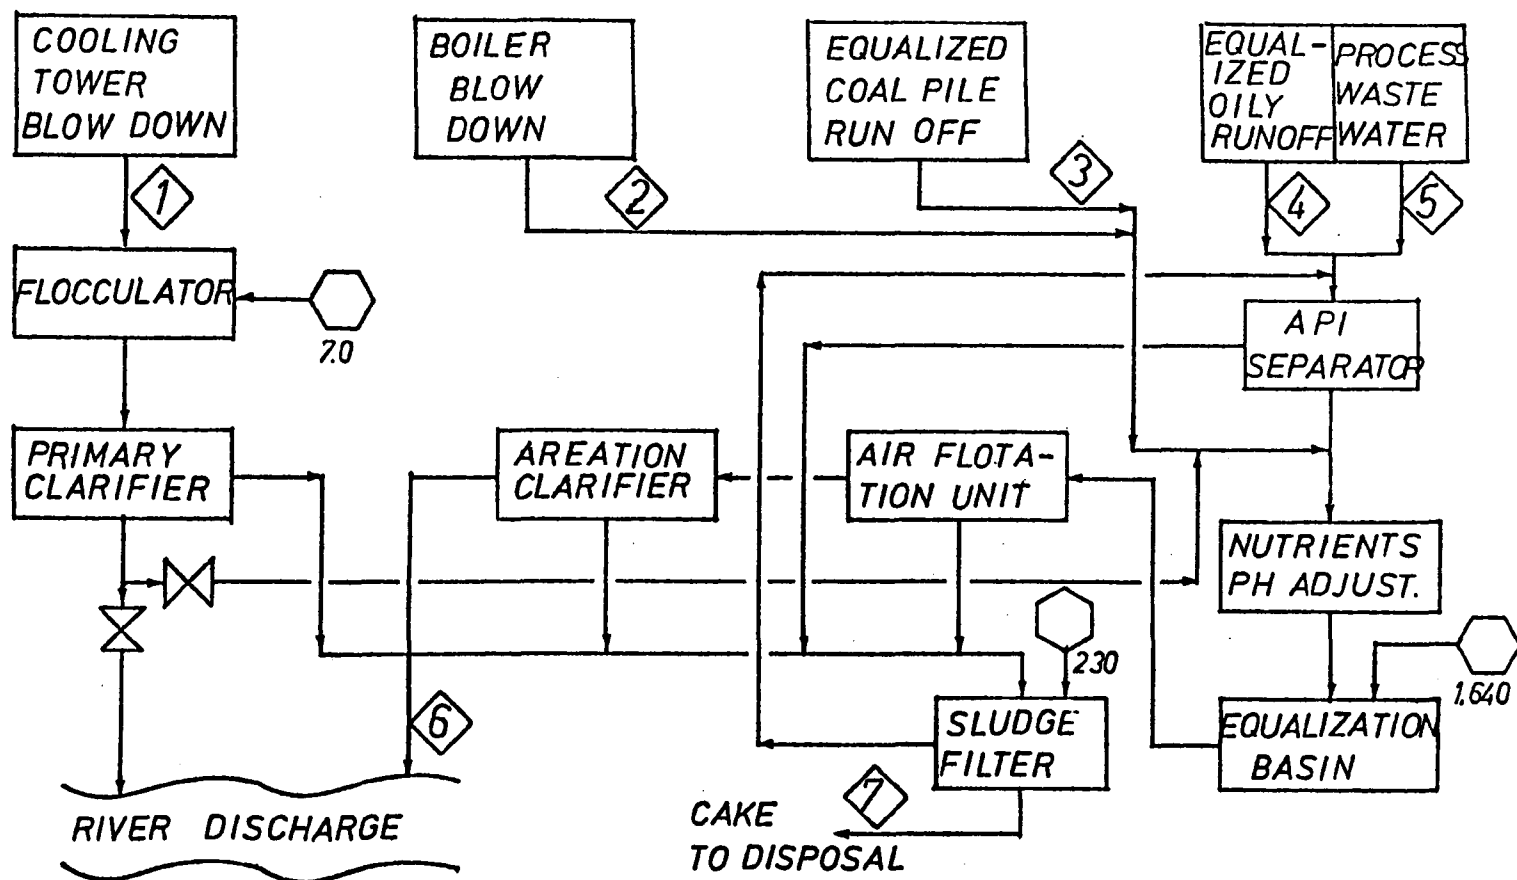 COOLING
TOWER
BLOW DOWN
BOILER
BLOW
DOWN
EQUALIZED
COAL PILE
RUN OFF
EQUAL-
IZED
OILY
RUNOFF
PROCESS
WASTE
WATER
1
2
3
4
5
FLOCCULATOR
7.0
API
SEPARATOR
PRIMARY
CLARIFIER
AREATION
CLARIFIER
AIR FLOTA-
TION UNIT
NUTRIENTS
PH ADJUST.
230
1.640
6
SLUDGE
FILTER
EQUALIZATION
BASIN
7
CAKE
TO DISPOSAL
RIVER DISCHARGE